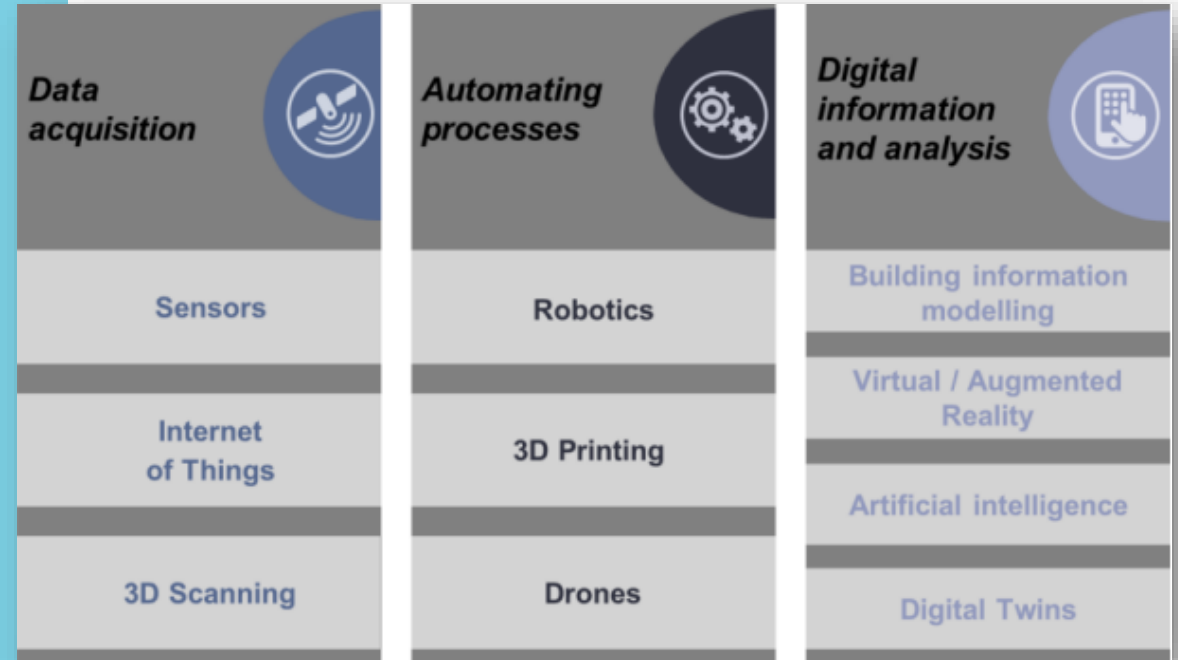 Data
acquisition
Sensors
Internet
of Things
3D Scanning
Automating
processes
Robotics
3D Printing
Drones
Digital
information
and analysis
Building information
modelling
Virtual / Augmented
Reality
Artificial intelligence
Digital Twins